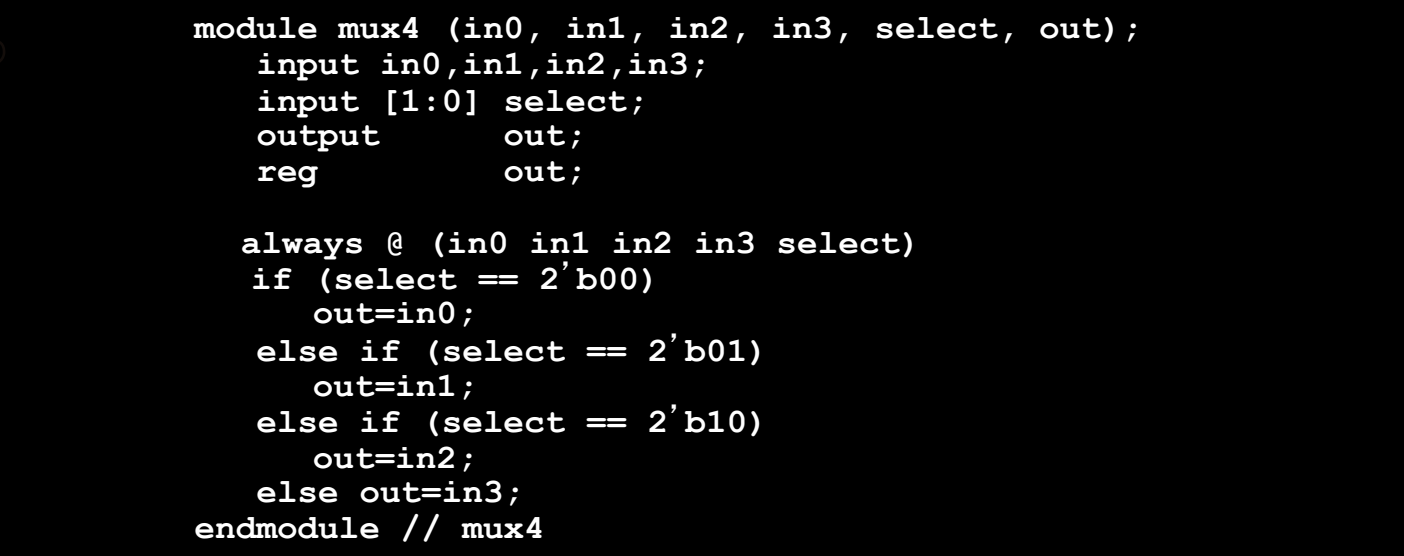 module mux4 (in0, in1, in2, in3, select, out);
input in0,in1,in2,in3;
input [1:0] select;
output out;
reg out;
always @ (in0 in1 in2 in3 select)
if (select == 2’b00)
out=in0;
else if (select == 2’b01)
out=in1;
else if (select == 2’b10)
out=in2;
else out=in3;
endmodule // mux4